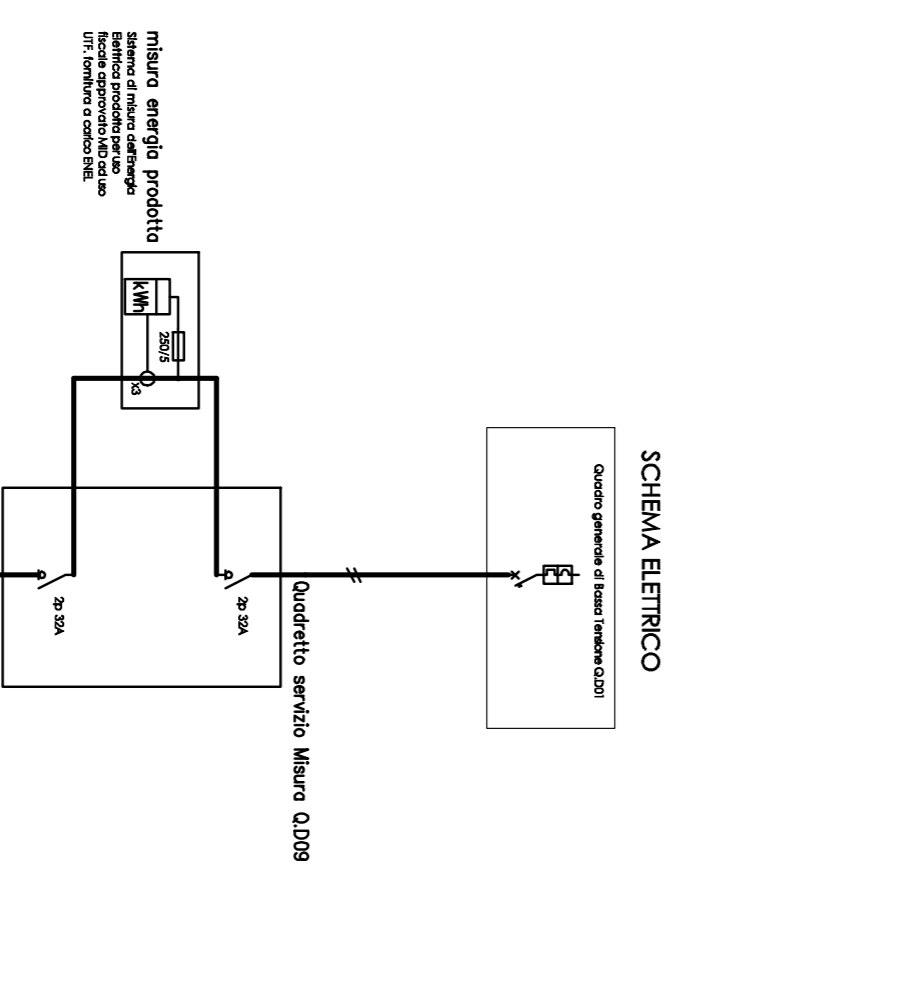 SCHEMA ELETTRICO
Quadro generale di Bassa Tensione Q.D01
Quadretto servizio Misura Q.D09
2p 32A
2p 32A
misura energia prodotta
Sistema di misura dell'Energia
Elettrica prodotta per uso
fiscale approvato MID ad uso
UTF. fornitura a carico ENEL
kWh
250/5
x3